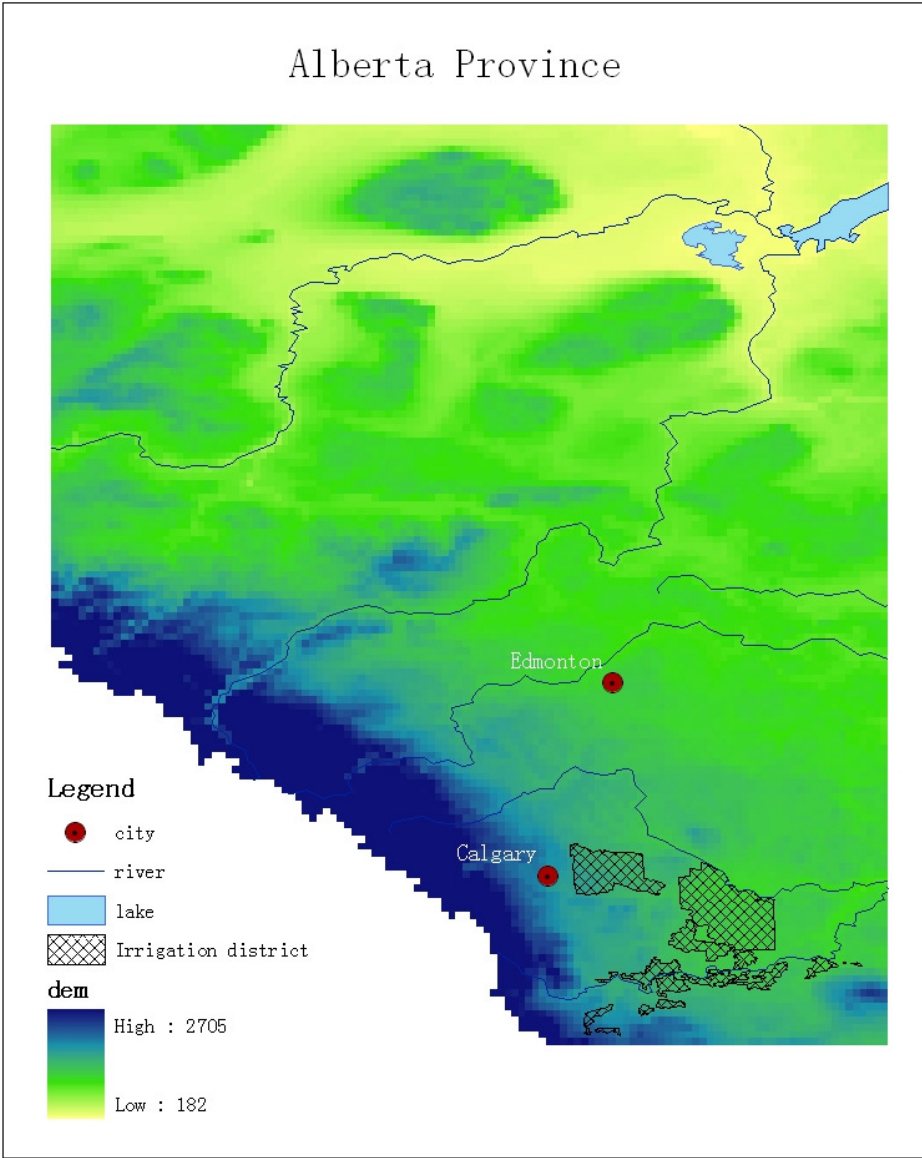 Alberta Province
Edmonton
Calgary
Legend
city
river
lake
Irrigation district
dem
High : 2705
Low : 182